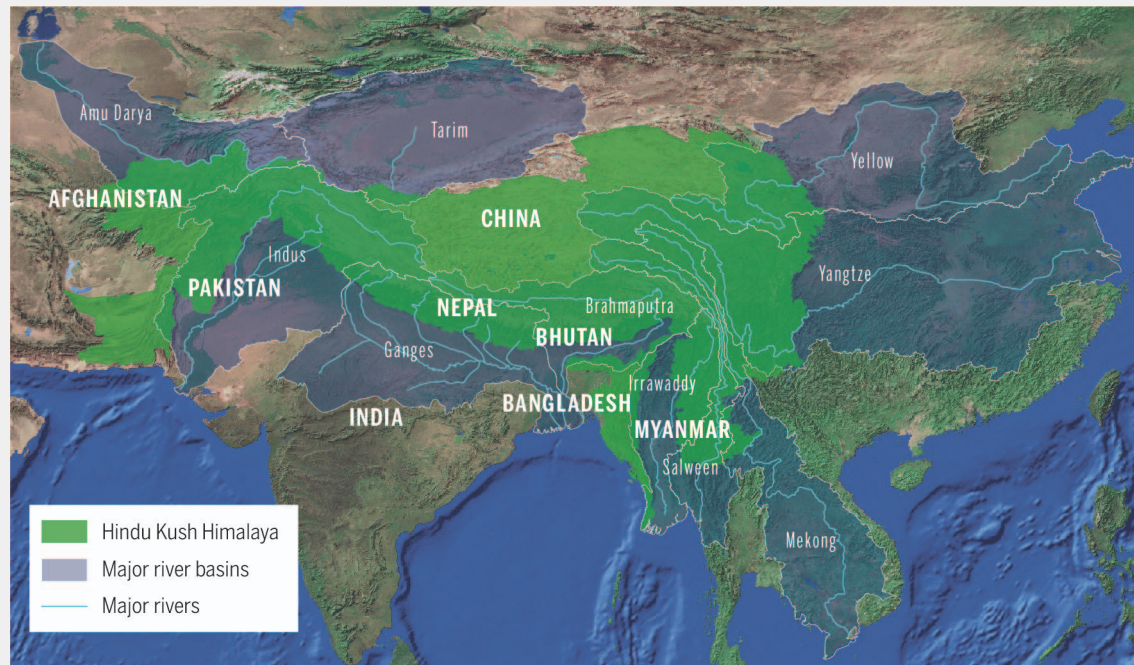 Amu Darya
Tarim
Yellow
AFGHANISTAN
CHINA
Indus
Yangtze
PAKISTAN
NEPAL
Brahmaputra
BHUTAN
Ganges
Irrawaddy
BANGLADESH
INDIA
MYANMAR
Salween
Mekong
Hindu Kush Himalaya
Major river basins
Major rivers